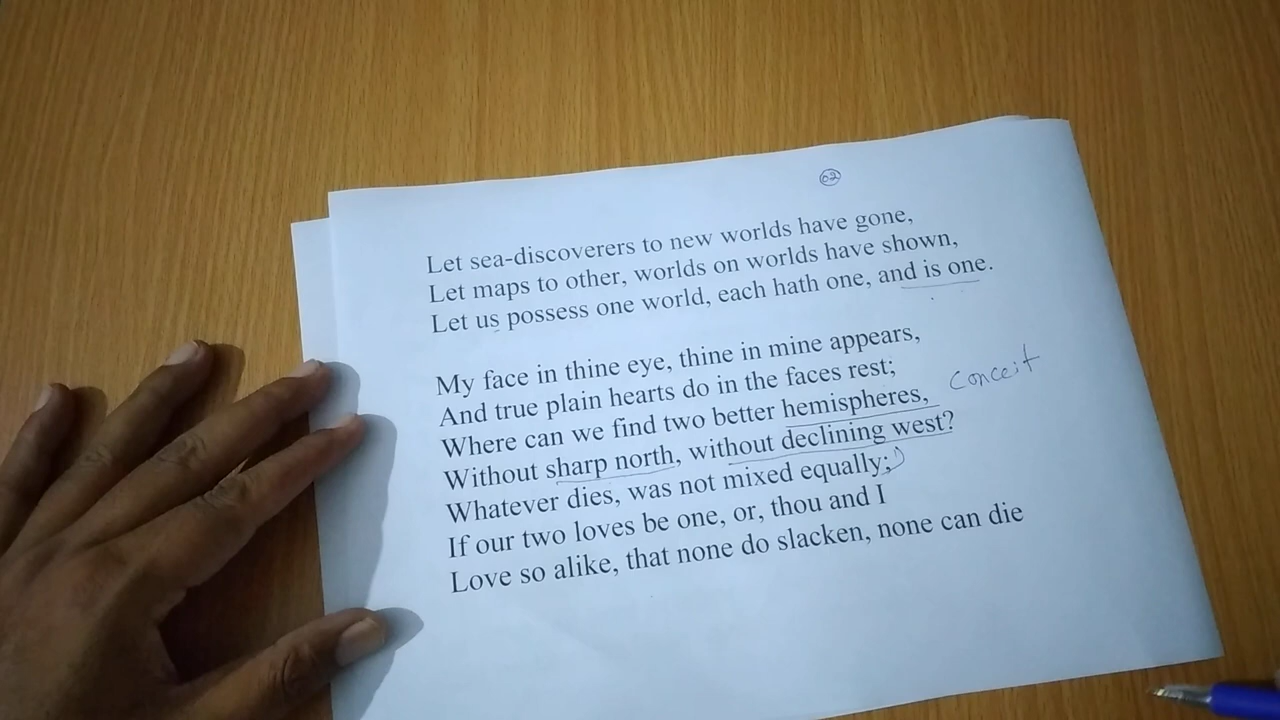 02
Let sea-discoverers to new worlds have gone,
Let maps to other, worlds on worlds have shown,
Let us possess one world, each hath one, and is one.
My face in thine eye, thine in mine appears,
And true plain hearts do in the faces rest;
Where can we find two better hemispheres, conceit
Without sharp north, without declining west?
Whatever dies, was not mixed equally;
If our two loves be one, or, thou and I
Love so alike, that none do slacken, none can die